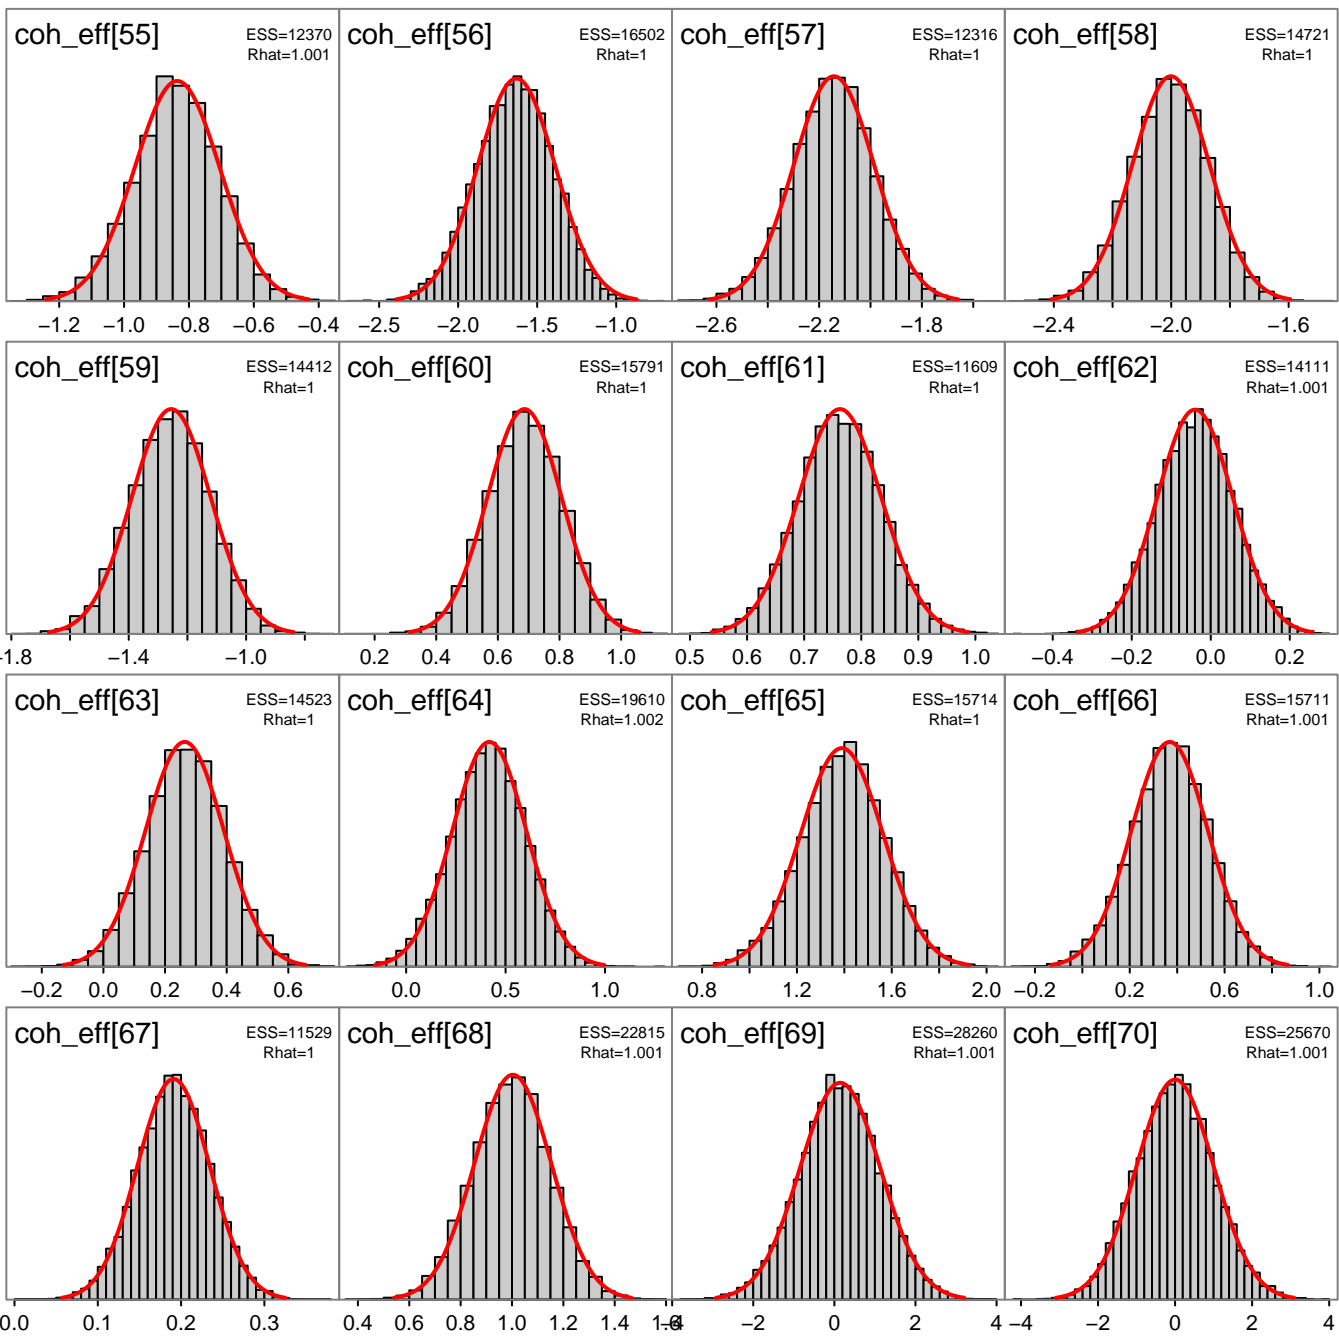 coh_eff[55] ESS=12370 coh_eff[56] ESS=16502 coh_eff[57] ESS=12316 coh_eff[58] ESS=14721
Rhat=1.001 Rhat=1 Rhat=1 Rhat=1
−1.2 −1.0 −0.8 −0.6 −0.4 −2.5 −2.0 −1.5 −1.0 −2.6 −2.2 −1.8 −2.4 −2.0 −1.6
coh_eff[59] ESS=14412 coh_eff[60] ESS=15791 coh_eff[61] ESS=11609 coh_eff[62] ESS=14111
Rhat=1 Rhat=1 Rhat=1 Rhat=1.001
−1.8 −1.4 −1.0 0.2 0.4 0.6 0.8 1.0 0.5 0.6 0.7 0.8 0.9 1.0 −0.4 −0.2 0.0 0.2
coh_eff[63] ESS=14523 coh_eff[64] ESS=19610 coh_eff[65] ESS=15714 coh_eff[66] ESS=15711
Rhat=1 Rhat=1.002 Rhat=1 Rhat=1.001
−0.2 0.0 0.2 0.4 0.6 0.0 0.5 1.0 0.8 1.2 1.6 2.0 −0.2 0.2 0.6 1.0
coh_eff[67] ESS=11529 coh_eff[68] ESS=22815 coh_eff[69] ESS=28260 coh_eff[70] ESS=25670
Rhat=1 Rhat=1.001 Rhat=1.001 Rhat=1.001
0.0 0.1 0.2 0.3 0.4 0.6 0.8 1.0 1.2 1.4 1.6 −4 −2 0 2 4 −4 −2 0 2 4